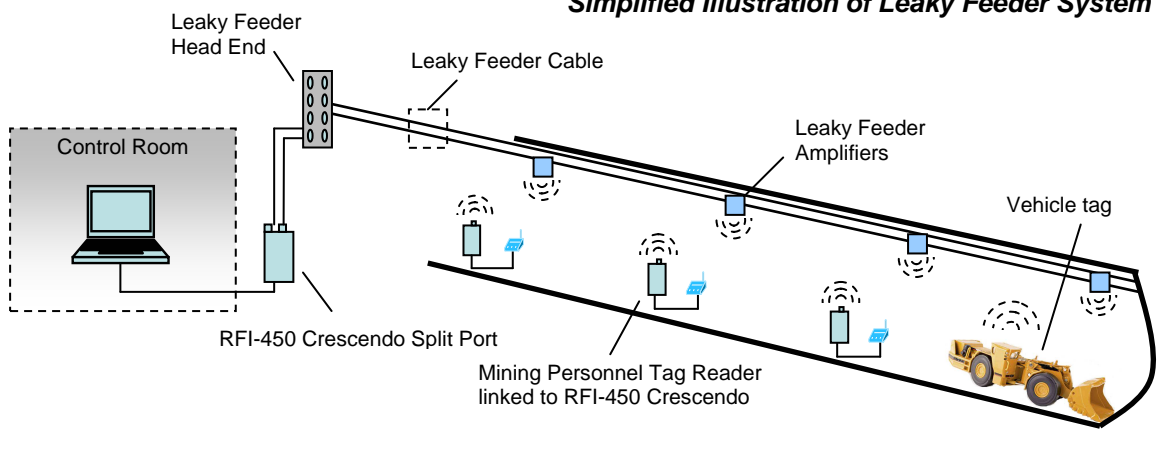 Simplified Illustration of Leaky Feeder System
Leaky Feeder
Head End
Leaky Feeder Cable
Control Room
Leaky Feeder
Amplifiers
Vehicle tag
RFI-450 Crescendo Split Port
Mining Personnel Tag Reader
linked to RFI-450 Crescendo